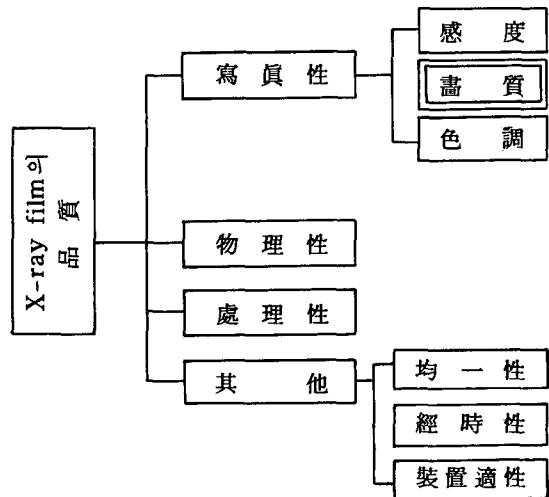 X-ray film의
品質
寫眞性
感度
畵質
色調
物理性
處理性
其他
均一性
經時性
裝置適性